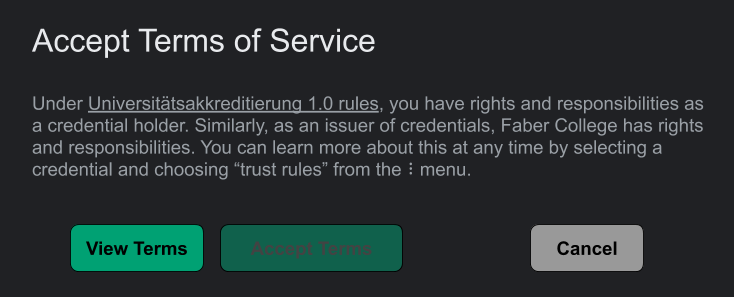 Accept Terms of Service
Under Universitätsakkreditierung 1.0 rules, you have rights and responsibilities as
a credential holder. Similarly, as an issuer of credentials, Faber College has rights
and responsibilities. You can learn more about this at any time by selecting a
credential and choosing “trust rules” from the ⋮ menu.
View Terms Accept Terms Cancel